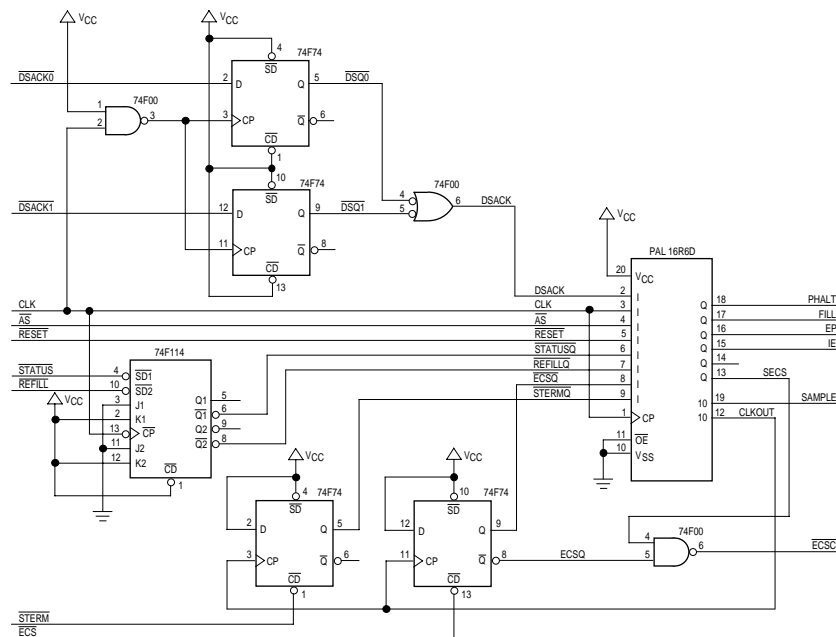 VCC
VCC
4
74F74
SD
DSACK0
2
D
Q
5
DSQ0
74F00
1
2
3
3
CP
Q
6
CD
1
10
74F74
SD
DSACK1
12
D
Q
9
DSQ1
74F00
4
5
6
DSACK
11
CP
Q
8
CD
13
VCC
PAL 16R6D
20
VCC
DSACK
2
I
Q
18
PHALT
CLK
CLK
3
I
Q
17
FILL
AS
AS
4
I
Q
16
EP
RESET
RESET
5
I
Q
15
IE
74F114
STATUSQ
6
I
Q
14
STATUS
4
SD1
REFILLQ
7
I
Q
13
SECS
REFILL
10
SD2
Q1
5
ECSQ
8
I
VCC
3
J1
Q1
6
STERMQ
9
I
10
19
SAMPLE
2
K1
Q2
9
1
CP
10
12
CLKOUT
13
CP
Q2
8
11
J2
11
OE
12
K2
10
VSS
CD
1
VCC
VCC
4
74F74
10
74F74
SD
SD
2
D
Q
5
12
D
Q
9
74F00
4
5
6
ECSC
3
CP
Q
6
11
CP
Q
8
ECSQ
CD
CD
1
13
STERM
ECS